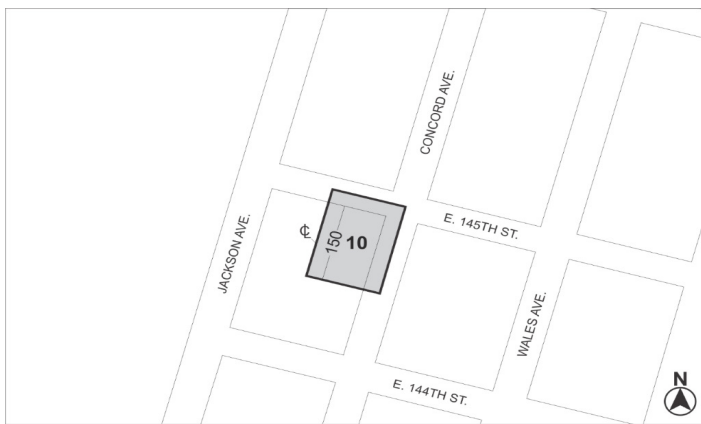 CONCORD AVE.
E. 145TH ST.
JACKSON AVE.
℄
150
10
WALES AVE.
E. 144TH ST.
N